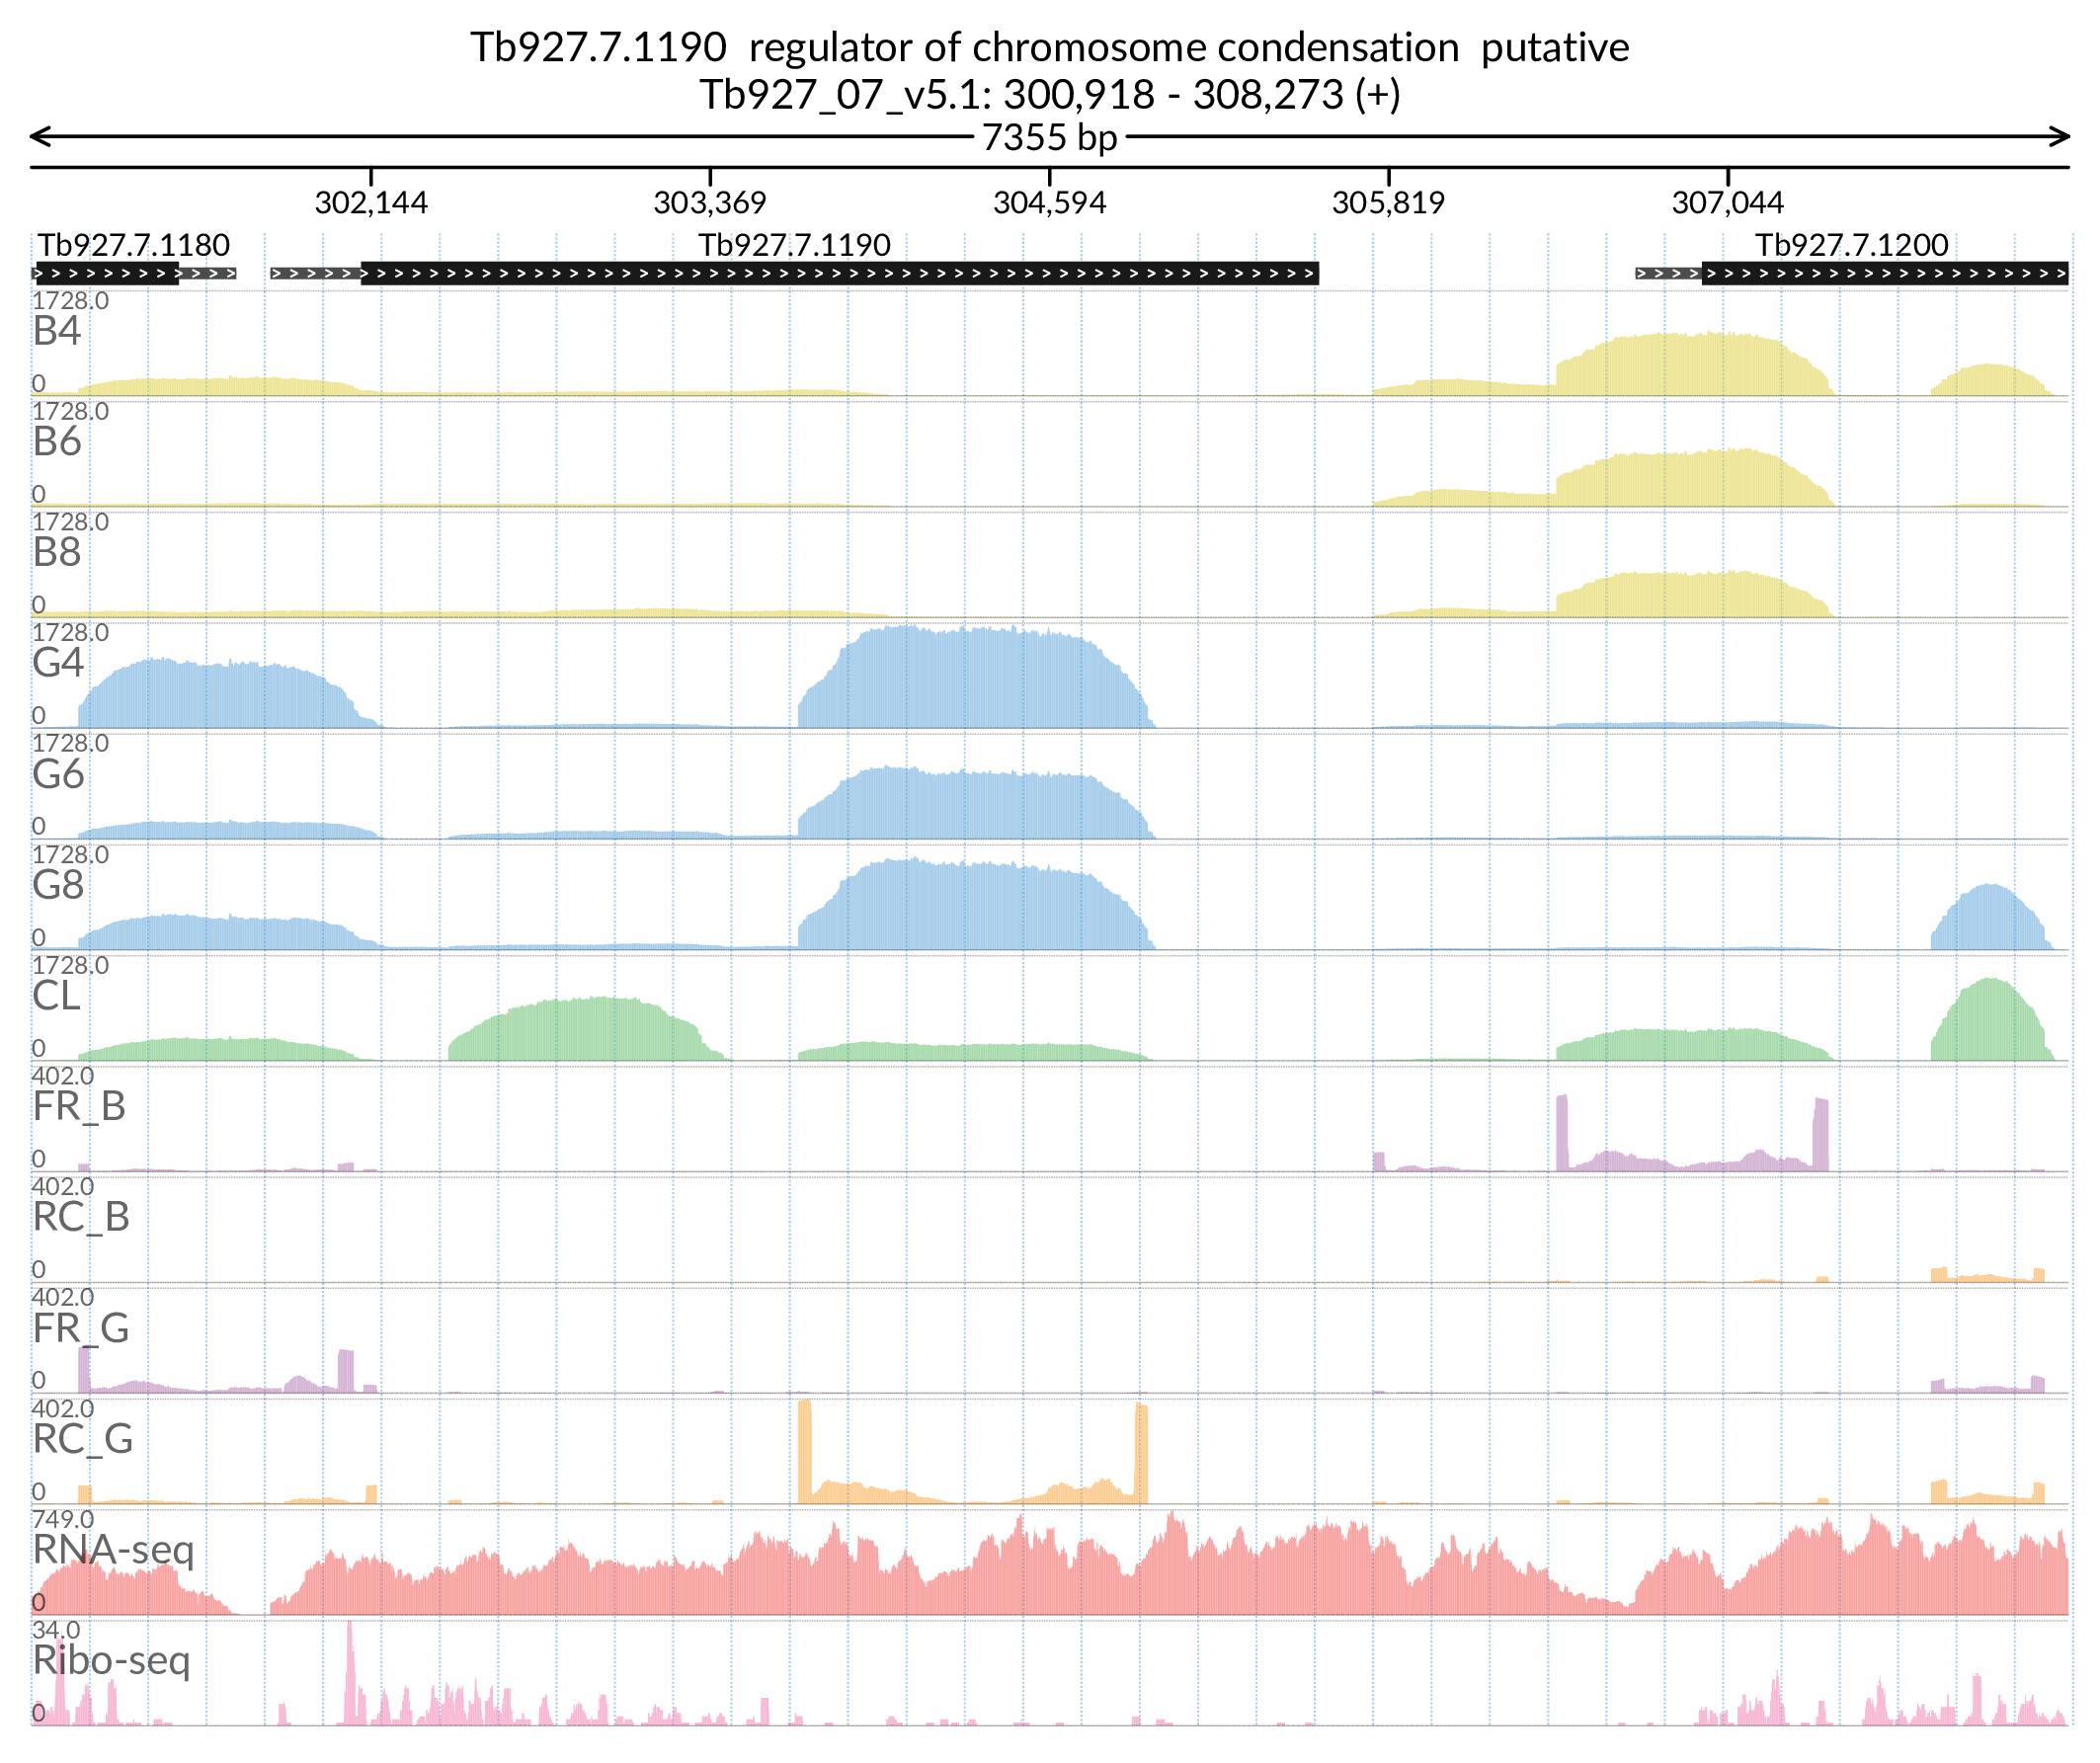 Tb927.7.1190  regulator of chromosome condensation  putative
Tb927_07_v5.1: 300,918 - 308,273 (+)
7355 bp
302,144 303,369 304,594 305,819 307,044
Tb927.7.1180 Tb927.7.1190 Tb927.7.1200
1728.0
B4
0
1728.0
B6
0
1728.0
B8
0
1728.0
G4
0
1728.0
G6
0
1728.0
G8
0
1728.0
CL
0
402.0
FR_B
0
402.0
RC_B
0
402.0
FR_G
0
402.0
RC_G
0
749.0
RNA-seq
0
34.0
Ribo-seq
0